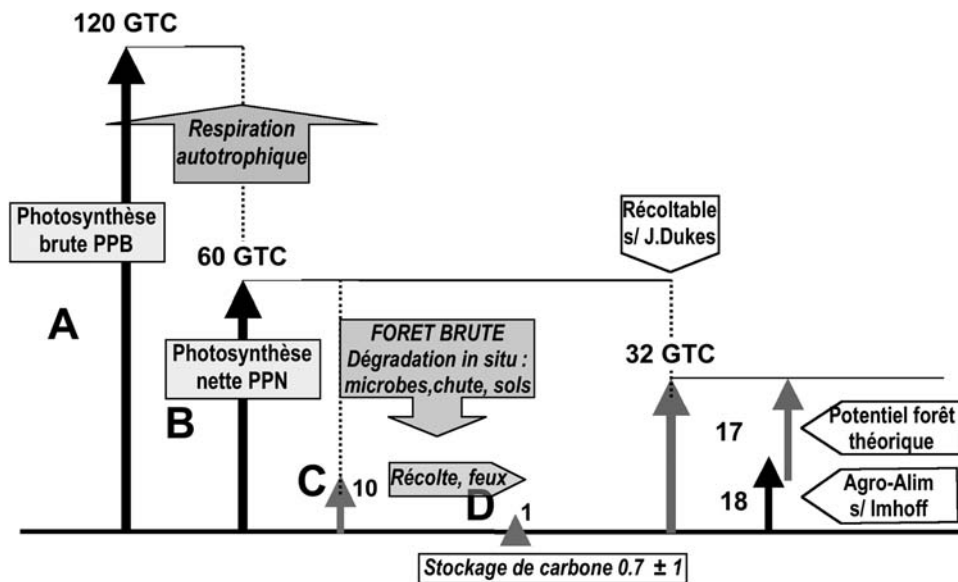 120 GTC
Respiration
autotrophique
Photosynthèse
brute PPB
A
60 GTC
Photosynthèse
nette PPN
B
Récoltable
s/ J.Dukes
FORET BRUTE
Dégradation in situ :
microbes,chute, sols
C
10
Récolte, feux
D
1
Stockage de carbone 0.7 ± 1
32 GTC
17
Potentiel forêt
théorique
18
Agro-Alim
s/ Imhoff